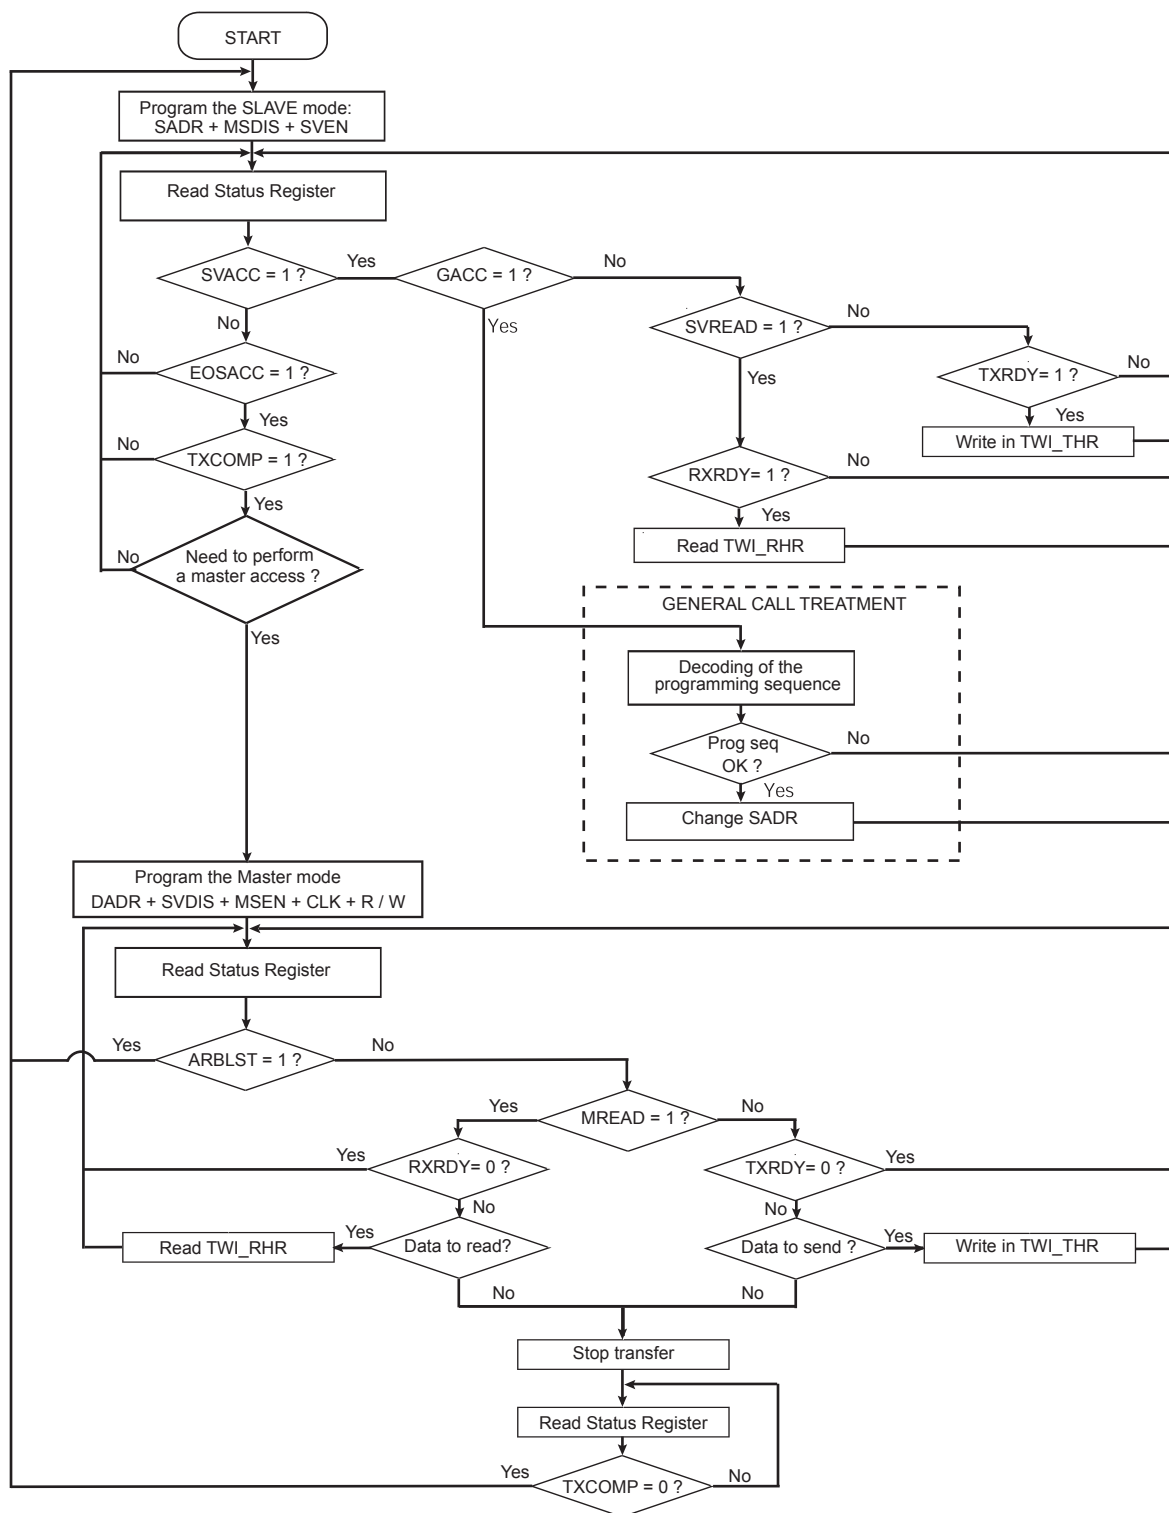 START
Program the SLAVE mode:
SADR + MSDIS + SVEN
Read Status Register
SVACC = 1 ?
Yes
GACC = 1 ?
No
No
Yes
SVREAD = 1 ?
No
No
EOSACC = 1 ?
Yes
TXRDY= 1 ?
No
Yes
Yes
Write in TWI_THR
No
TXCOMP = 1 ?
RXRDY= 1 ?
No
Yes
Yes
Read TWI_RHR
No
Need to perform
a master access ?
Yes
GENERAL CALL TREATMENT
Decoding of the
programming sequence
Prog seq
OK ?
No
Yes
Change SADR
Program the Master mode
DADR + SVDIS + MSEN + CLK + R / W
Read Status Register
Yes
ARBLST = 1 ?
No
Yes
MREAD = 1 ?
No
Yes
RXRDY= 0 ?
TXRDY= 0 ?
Yes
No
No
Read TWI_RHR
Yes
Data to read?
Data to send ?
Yes
Write in TWI_THR
No
No
Stop transfer
Read Status Register
Yes
TXCOMP = 0 ?
No